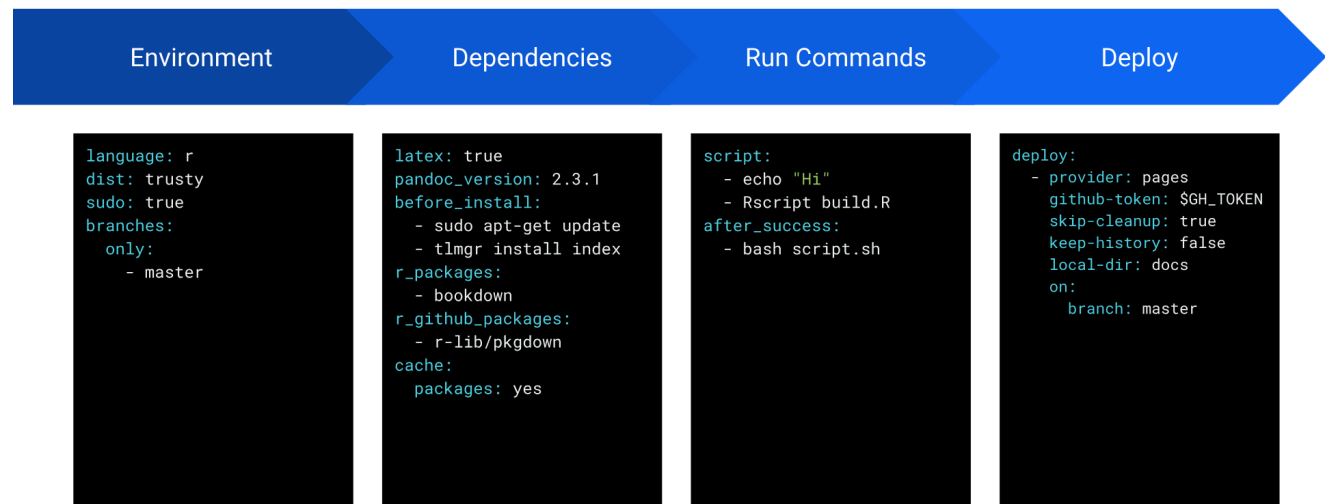 Environment
Dependencies
Run Commands
Deploy
language: r
dist: trusty
sudo: true
branches:
  only:
    - master
latex: true
pandoc_version: 2.3.1
before_install:
  - sudo apt-get update
  - tlmgr install index
r_packages:
  - bookdown
r_github_packages:
  - r-lib/pkgdown
cache:
  packages: yes
script:
  - echo "Hi"
  - Rscript build.R
after_success:
  - bash script.sh
deploy:
  - provider: pages
    github-token: $GH_TOKEN
    skip-cleanup: true
    keep-history: false
    local-dir: docs
    on:
      branch: master